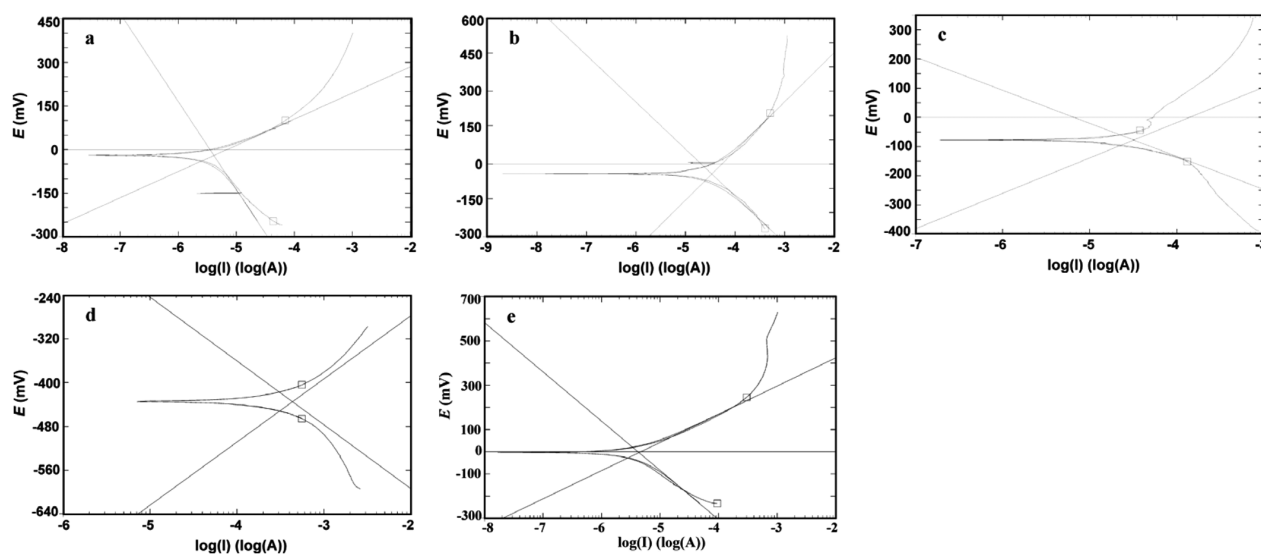 a
E (mV)
450
300
150
0
-150
-300
-8 -7 -6 -5 -4 -3 -2
log(I) (log(A))
b
E (mV)
600
450
300
150
0
-150
-300
-9 -8 -7 -6 -5 -4 -3 -2
log(I) (log(A))
c
E (mV)
300
200
100
0
-100
-200
-300
-400
-7 -6 -5 -4 -3
log(I) (log(A))
d
E (mV)
-240
-320
-400
-480
-560
-640
-6 -5 -4 -3 -2
log(I) (log(A))
e
E (mV)
700
500
300
200
0
-100
-300
-8 -7 -6 -5 -4 -3 -2
log(I) (log(A))